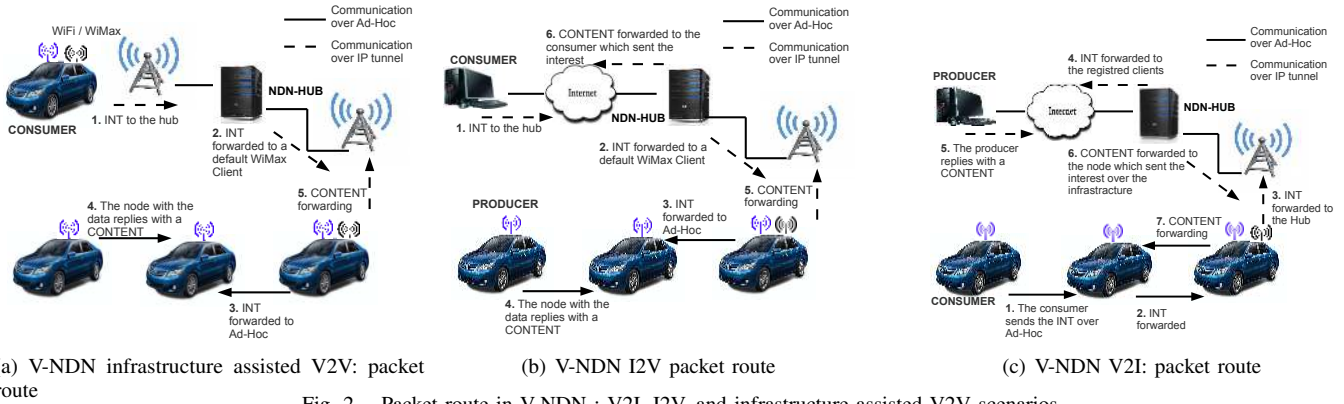 WiFi / WiMax
Communication
over Ad-Hoc
Communication
over IP tunnel
NDN-HUB
1. INT to the hub
CONSUMER
2. INT
forwarded to a
default WiMax
Client
5. CONTENT
forwarding
4. The node with the
data replies with a
CONTENT
3. INT
forwarded to
Ad-Hoc
(a) V-NDN infrastructure assisted V2V: packet
route
Communication
over Ad-Hoc
Communication
over IP tunnel
6. CONTENT forwarded to the
consumer which sent the
interest
CONSUMER
Internet
NDN-HUB
1. INT to the hub
2. INT forwarded to a
default WiMax Client
5. CONTENT
forwarding
PRODUCER
3. INT
forwarded to
Ad-Hoc
4. The node with the
data replies with a
CONTENT
(b) V-NDN I2V packet route
Communication
over Ad-Hoc
Communication
over IP tunnel
4. INT forwarded to
the registred clients
PRODUCER
Internet
NDN-HUB
5. The producer
replies with a
CONTENT
6. CONTENT forwarded to
the node which sent the
interest over the
infrastracture
3. INT
forwarded to
the Hub
7. CONTENT
forwarding
CONSUMER
1. The consumer
sends the INT over
Ad-Hoc
2. INT
forwarded
(c) V-NDN V2I: packet route
Fig. 2. Packet route in V-NDN : V2I, I2V, and infrastructure assisted V2V scenarios